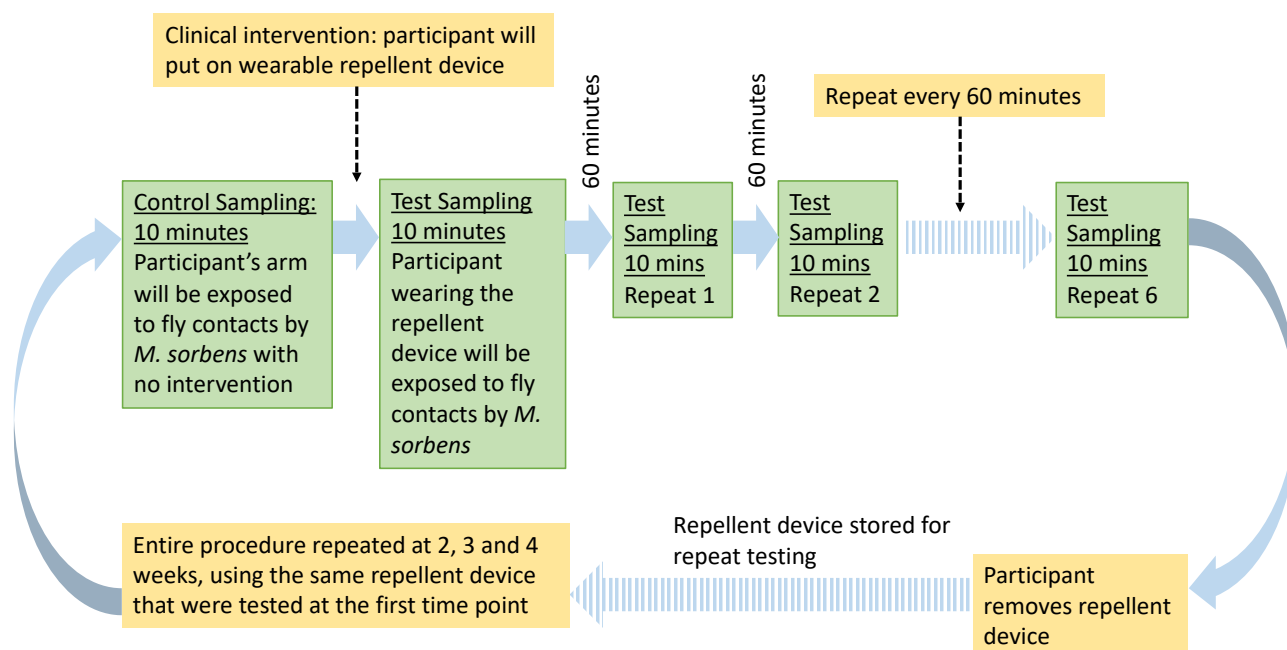 Clinical intervention: participant will
put on wearable repellent device
60 minutes
60 minutes
Repeat every 60 minutes
Control Sampling:
10 minutes
Participant's arm
will be exposed
to fly contacts by
M. sorbens with
no intervention
Test Sampling
10 minutes
Participant
wearing the
repellent
device will be
exposed to fly
contacts by M.
sorbens
Test
Sampling
10 mins
Repeat 1
Test
Sampling
10 mins
Repeat 2
Test
Sampling
10 mins
Repeat 6
Entire procedure repeated at 2, 3 and 4
weeks, using the same repellent device
that were tested at the first time point
Repellent device stored for
repeat testing
Participant
removes repellent
device